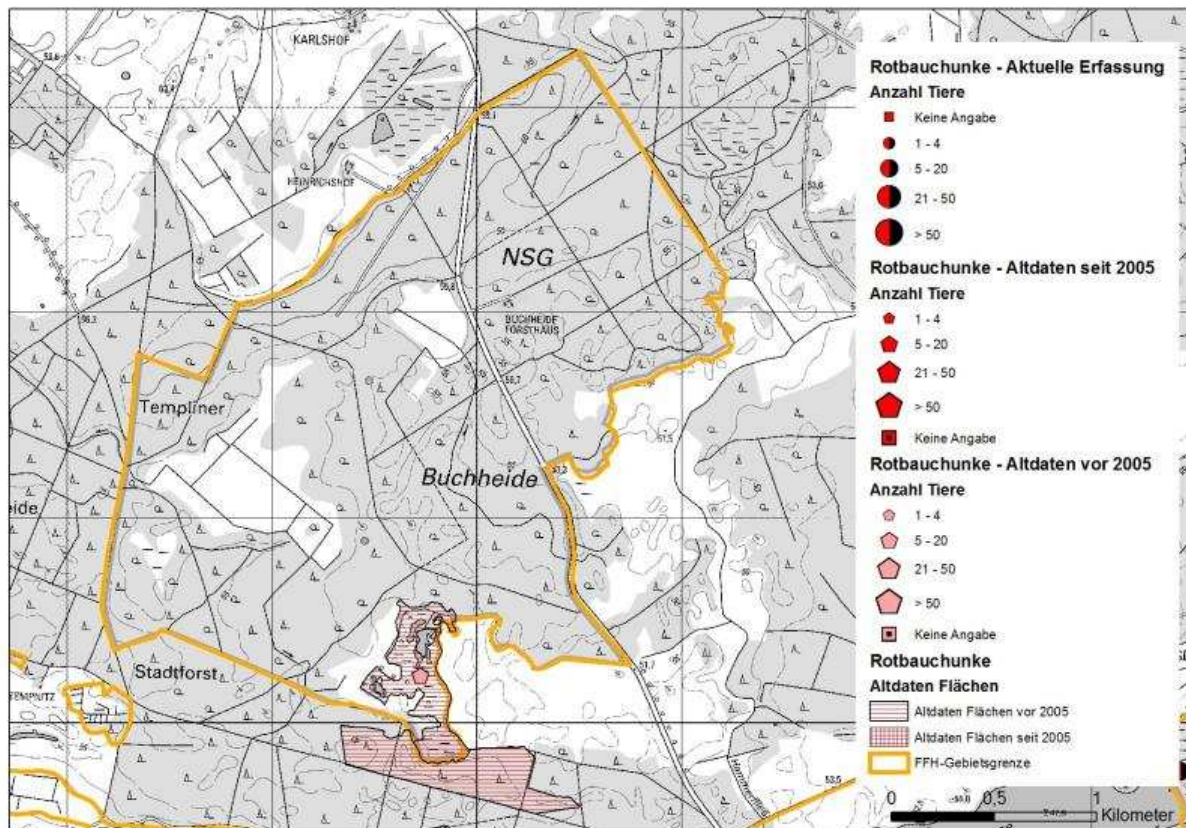 KARLSHOF
HEINRICHSHOF
NSG
BUCHHEIDE
FORSTHAUS
Templiner
Buchheide
Stadtforst
Rotbauchunke - Aktuelle Erfassung
Anzahl Tiere
Keine Angabe
1 - 4
5 - 20
21 - 50
> 50
Rotbauchunke - Altdaten seit 2005
Anzahl Tiere
1 - 4
5 - 20
21 - 50
> 50
Keine Angabe
Rotbauchunke - Altdaten vor 2005
Anzahl Tiere
1 - 4
5 - 20
21 - 50
> 50
Keine Angabe
Rotbauchunke
Altdaten Flächen
Altdaten Flächen vor 2005
Altdaten Flächen seit 2005
FFH-Gebietsgrenze
53,5
0 0,5 1
Kilometer